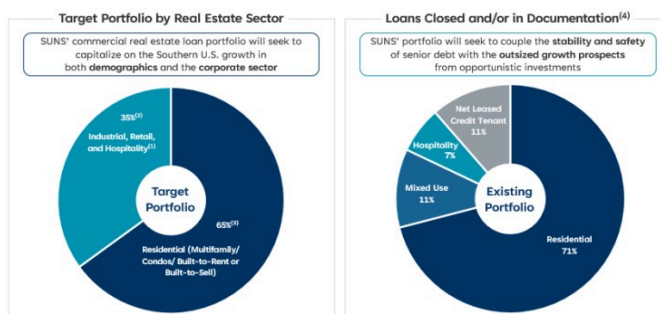 Target Portfolio by Real Estate Sector
SUNS' commercial real estate loan portfolio will seek to
capitalize on the Southern U.S. growth in
both demographics and the corporate sector
35%(2)
Industrial, Retail,
and Hospitality(1)
Target
Portfolio
65%(3)
Residential (Multifamily/
Condos/ Built-to-Rent or
Built-to-Sell)
Loans Closed and/or in Documentation(4)
SUNS' portfolio will seek to couple the stability and safety
of senior debt with the outsized growth prospects
from opportunistic investments
Net Leased
Credit Tenant
11%
Hospitality
7%
Mixed Use
11%
Existing
Portfolio
Residential
71%